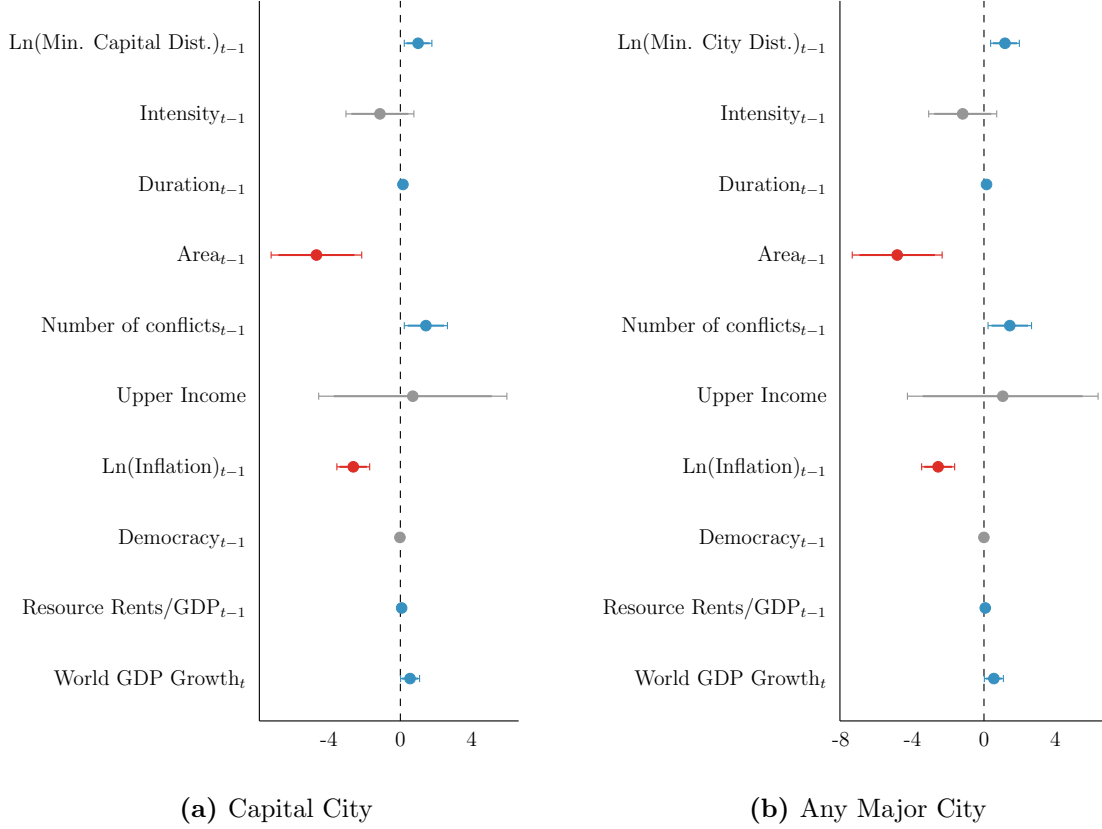 Ln(Min. Capital Dist.)t−1
Intensityt−1
Durationt−1
Areat−1
Number of conflictst−1
Upper Income
Ln(Inflation)t−1
Democracyt−1
Resource Rents/GDPt−1
World GDP Growtht
-4 0 4
(a) Capital City
Ln(Min. City Dist.)t−1
Intensityt−1
Durationt−1
Areat−1
Number of conflictst−1
Upper Income
Ln(Inflation)t−1
Democracyt−1
Resource Rents/GDPt−1
World GDP Growtht
-8 -4 0 4
(b) Any Major City